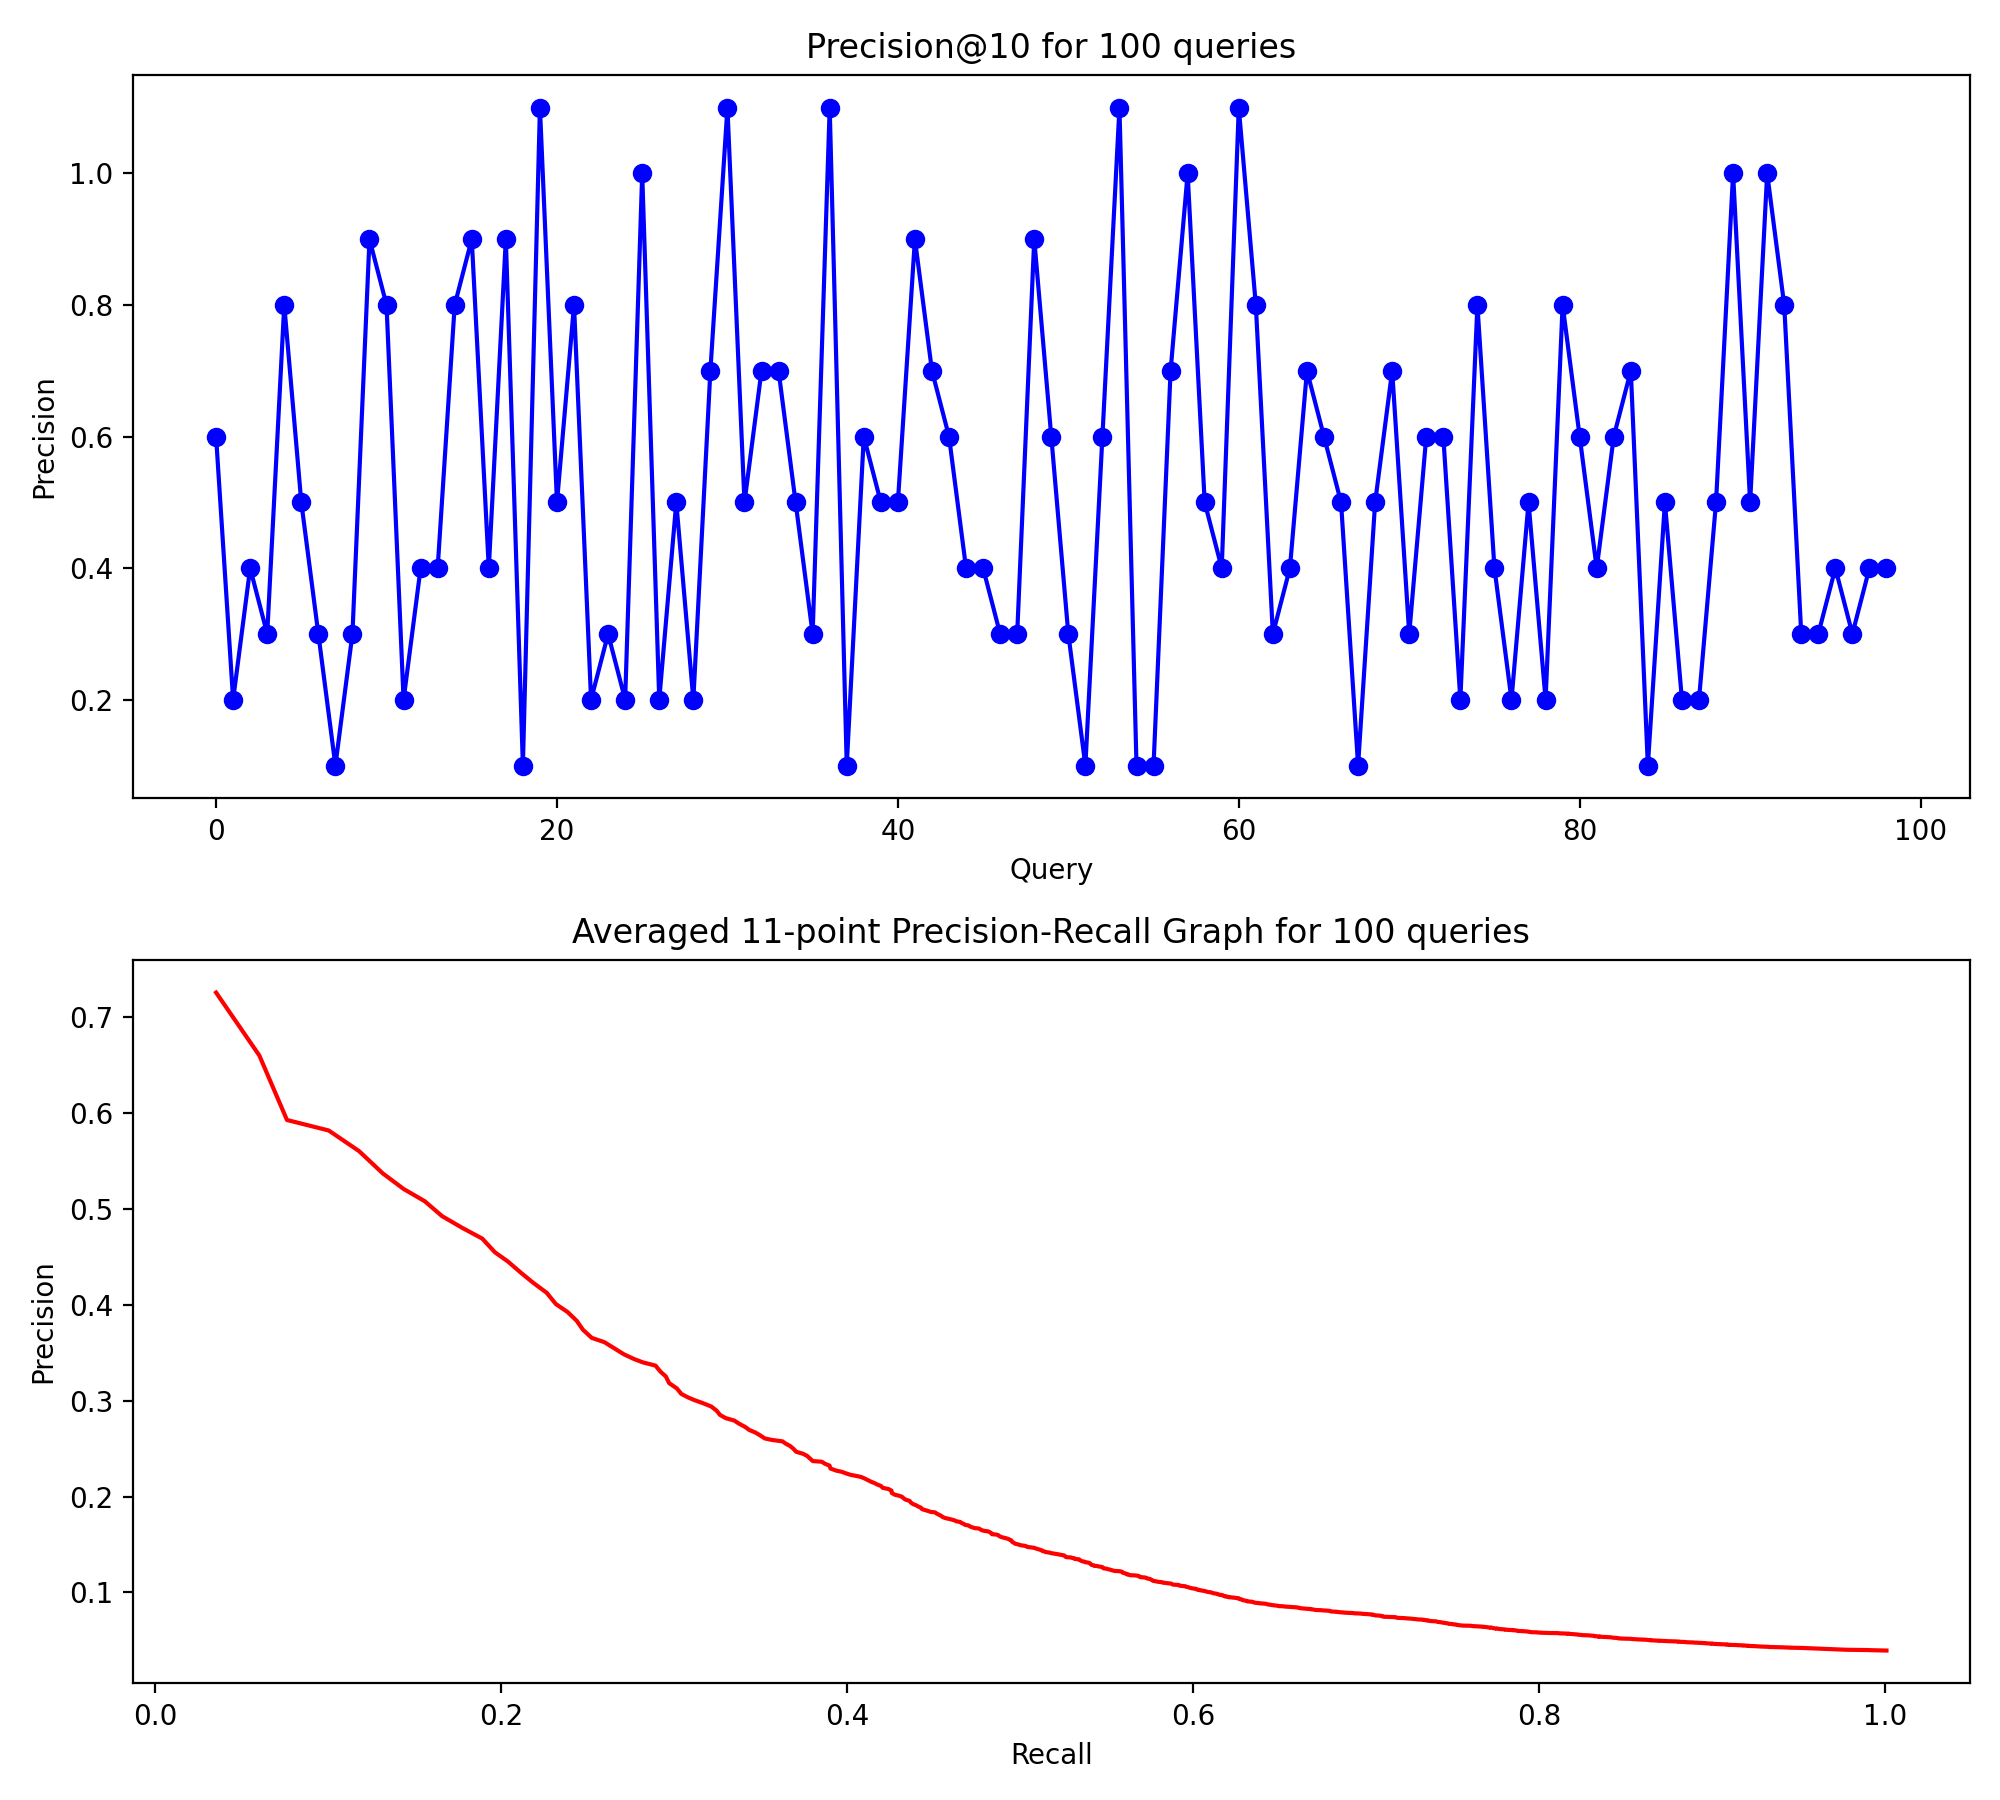 Precision@10 for 100 queries
1.0
0.8
0.6
0.4
0.2
Precision
0 20 40 60 80 100
Query
Averaged 11-point Precision-Recall Graph for 100 queries
0.7
0.6
0.5
0.4
0.3
0.2
0.1
Precision
0.0 0.2 0.4 0.6 0.8 1.0
Recall